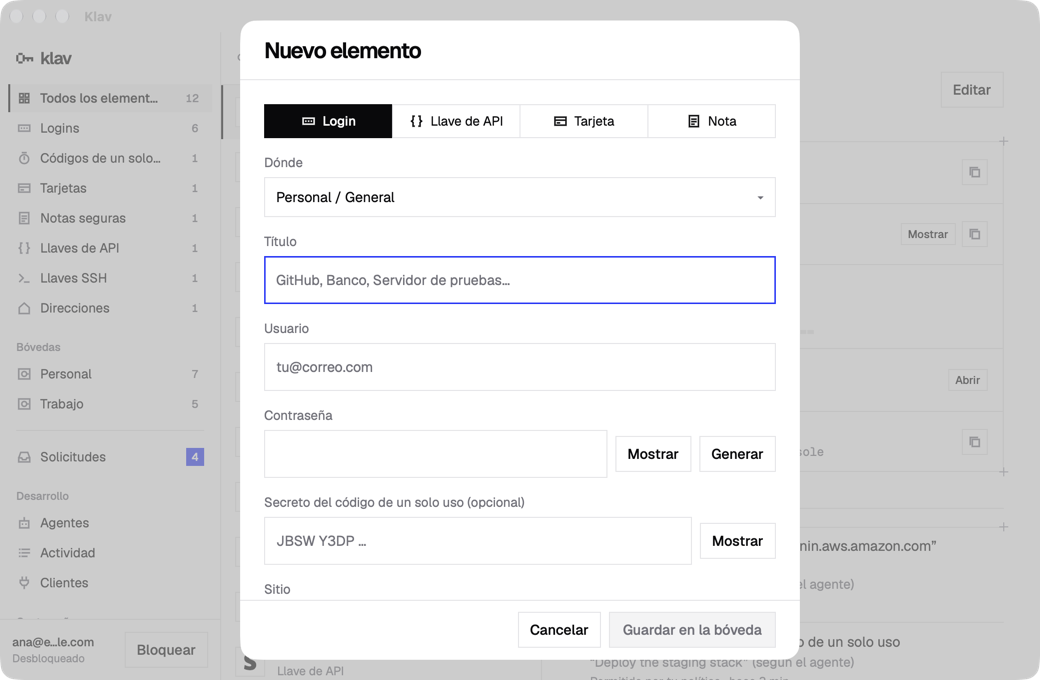 Klav
klav
Todos los element... 12
Logins 6
Códigos de un solo... 1
Tarjetas 1
Notas seguras 1
Llaves de API 1
Llaves SSH 1
Direcciones 1
Bóvedas
Personal 7
Trabajo 5
Solicitudes 4
Desarrollo
Agentes
Actividad
Clientes
ana@e...le.com
Desbloqueado
Bloquear
Nuevo elemento
Login
Llave de API
Tarjeta
Nota
Dónde
Personal / General
Título
GitHub, Banco, Servidor de pruebas...
Usuario
tu@correo.com
Contraseña
Mostrar
Generar
Secreto del código de un solo uso (opcional)
JBSW Y3DP ...
Mostrar
Sitio
Cancelar
Guardar en la bóveda
Editar
Mostrar
Abrir
sole
nin.aws.amazon.com”
el agente)
o de un solo uso
"Deploy the staging stack" (según el agente)
S
Llave de API